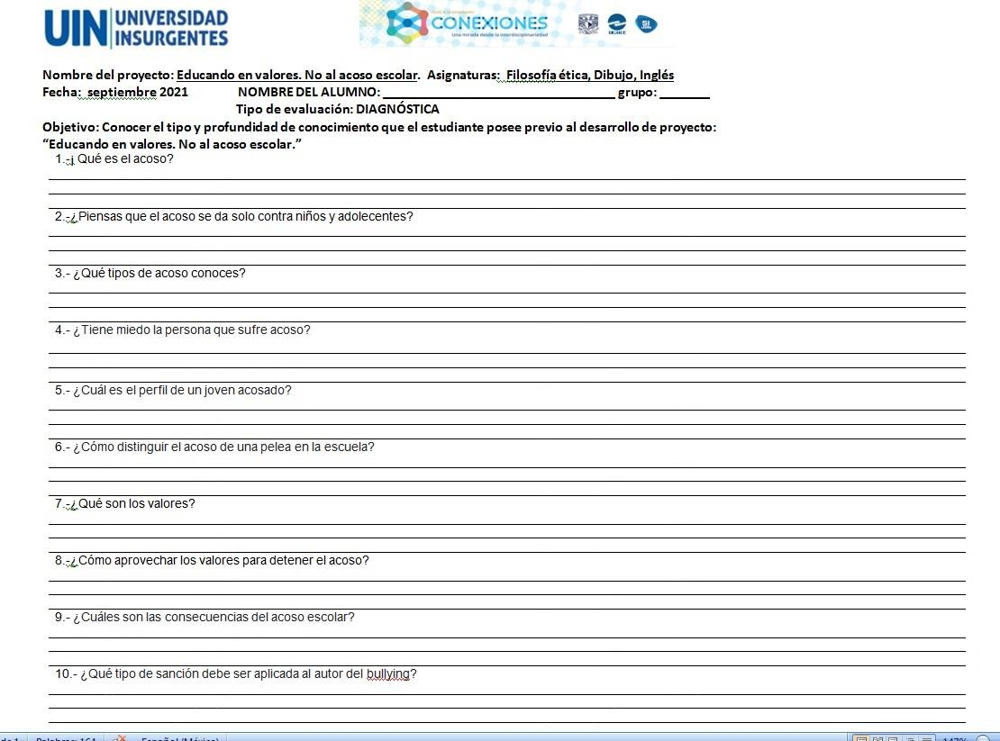 UIN UNIVERSIDAD
INSURGENTES
CONEXIONES
Una mirada desde la interdisciplinariedad
SI
Nombre del proyecto: Educando en valores. No al acoso escolar. Asignaturas: Filosofía ética, Dibujo, Inglés
Fecha: septiembre 2021 NOMBRE DEL ALUMNO: ____ grupo: ____
Tipo de evaluación: DIAGNÓSTICA
Objetivo: Conocer el tipo y profundidad de conocimiento que el estudiante posee previo al desarrollo de proyecto:
“Educando en valores. No al acoso escolar.”
1.-¡ Qué es el acoso?
2.-¿Piensas que el acoso se da solo contra niños y adolecentes?
3.- ¿Qué tipos de acoso conoces?
4.- ¿Tiene miedo la persona que sufre acoso?
5.- ¿Cuál es el perfil de un joven acosado?
6.- ¿Cómo distinguir el acoso de una pelea en la escuela?
7.-¿Qué son los valores?
8.-¿Cómo aprovechar los valores para detener el acoso?
9.- ¿Cuáles son las consecuencias del acoso escolar?
10.- ¿Qué tipo de sanción debe ser aplicada al autor del bullying?